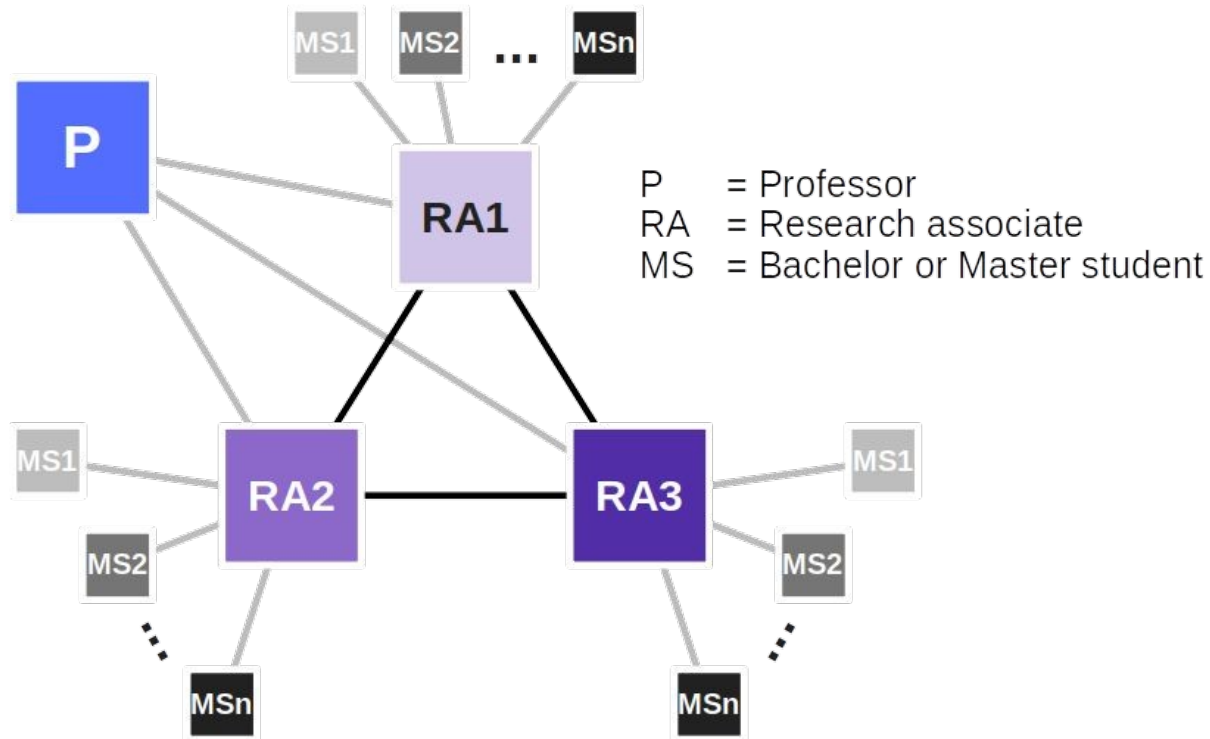 MS1 MS2 ... MSn
P
RA1
P = Professor
RA = Research associate
MS = Bachelor or Master student
MS1 RA2 RA3 MS1
MS2 MS2
... ...
MSn MSn